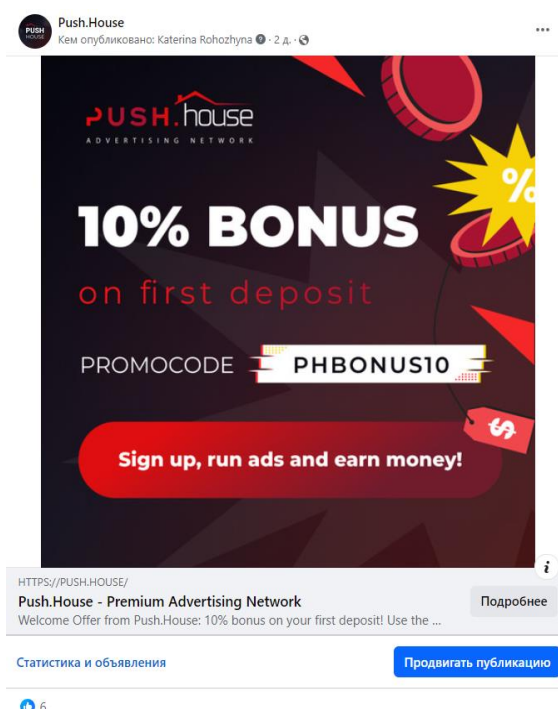 PUSH
HOUSE
Push.House
Кем опубликовано: Katerina Rohozhyna · 2 д. ·
PUSH.house
ADVERTISING NETWORK
%
10% BONUS
on first deposit
PROMOCODE PHBONUS10
$
Sign up, run ads and earn money!
i
HTTPS://PUSH.HOUSE/
Push.House - Premium Advertising Network
Подробнее
Welcome Offer from Push.House: 10% bonus on your first deposit! Use the ...
Статистика и объявления
Продвигать публикацию
6